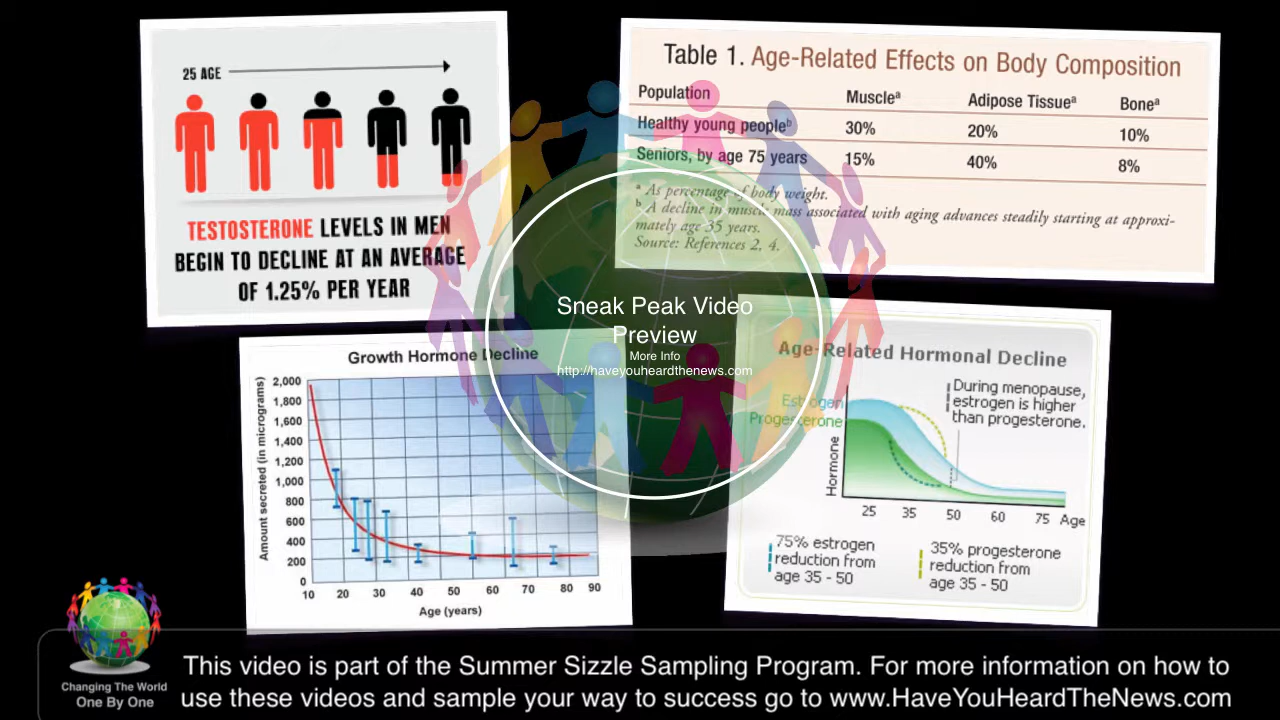 25 AGE
TESTOSTERONE LEVELS IN MEN
BEGIN TO DECLINE AT AN AVERAGE
OF 1.25% PER YEAR
Table 1. Age-Related Effects on Body Composition
Population Muscleª Adipose Tissueª Boneª
Healthy young peopleᵇ 30% 20% 10%
Seniors, by age 75 years 15% 40% 8%
ª As percentage of body weight.
ᵇ A decline in muscle mass associated with aging advances steadily starting at approxi-
mately age 35 years.
Source: References 2, 4.
Sneak Peak Video
Preview
More Info
http://haveyouheardthenews.com
Growth Hormone Decline
Amount secreted (in micrograms)
2,000
1,800
1,600
1,400
1,200
1,000
800
600
400
200
0
10 20 30 40 50 60 70 80 90
Age (years)
Age-Related Hormonal Decline
Estrogen
Progesterone
During menopause,
estrogen is higher
than progesterone.
Hormone
25 35 50 60 75 Age
75% estrogen
reduction from
age 35 - 50
35% progesterone
reduction from
age 35 - 50
Changing The World
One By One
This video is part of the Summer Sizzle Sampling Program. For more information on how to
use these videos and sample your way to success go to www.HaveYouHeardTheNews.com